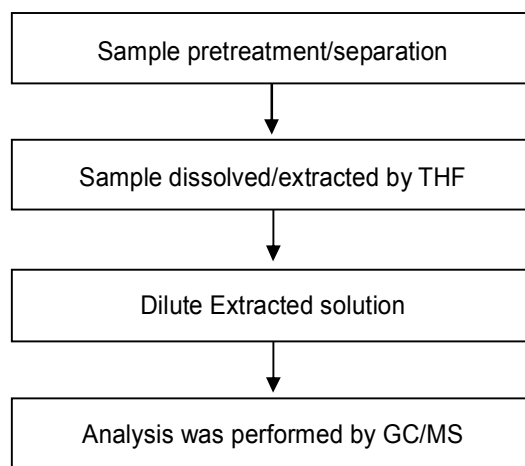 Sample pretreatment/separation
Sample dissolved/extracted by THF
Dilute Extracted solution
Analysis was performed by GC/MS